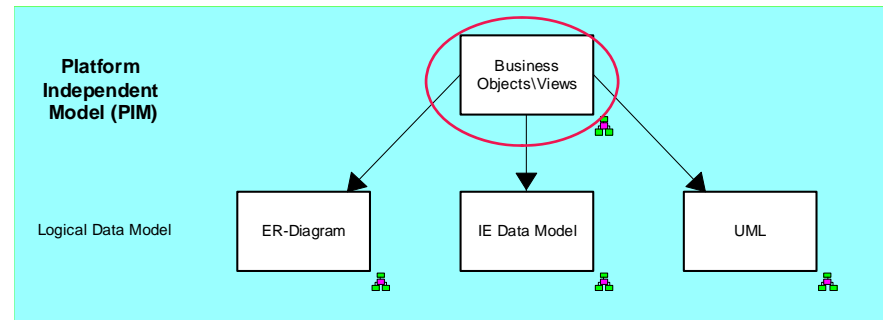 Platform
Independent
Model (PIM)
Business
Objects\Views
Logical Data Model
ER-Diagram
IE Data Model
UML